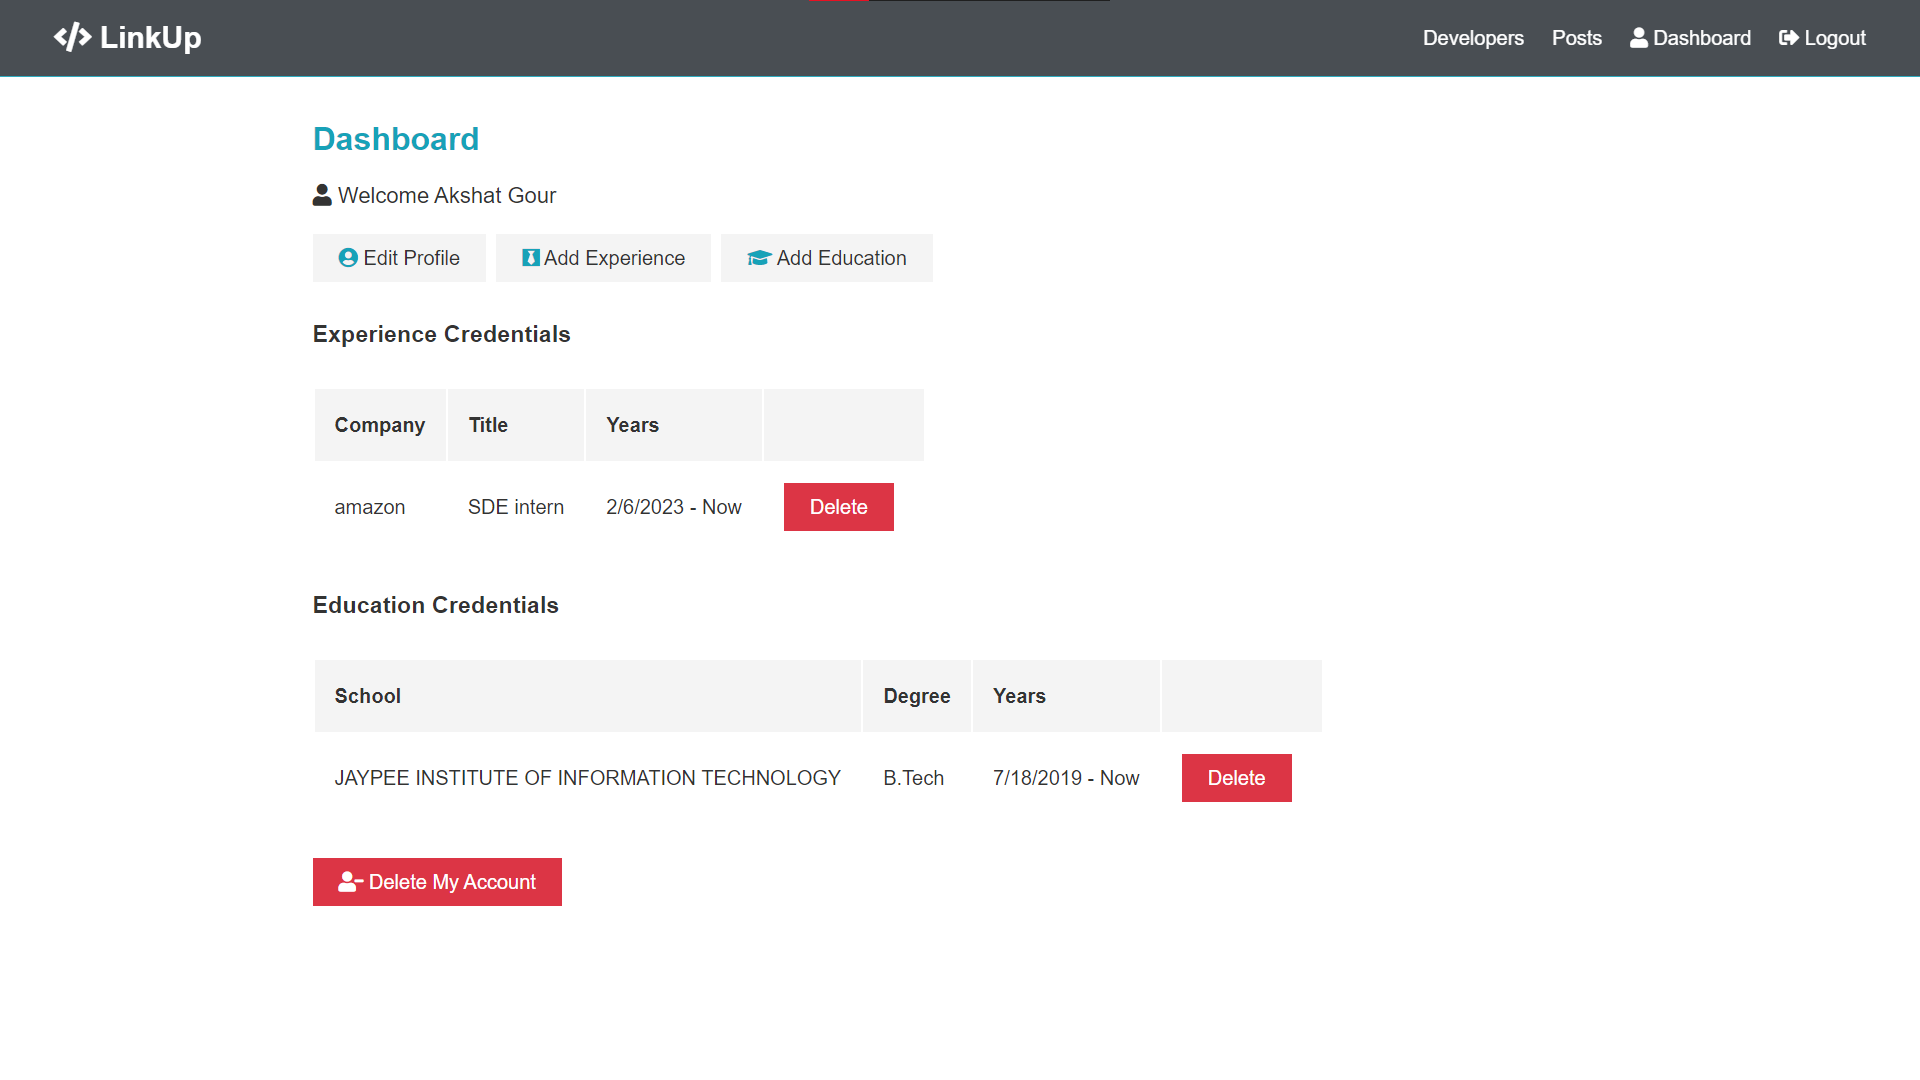 LinkUp Developers Posts Dashboard Logout
Dashboard
Welcome Akshat Gour
Edit Profile Add Experience Add Education
Experience Credentials
Company Title Years
amazon SDE intern 2/6/2023 - Now Delete
Education Credentials
School Degree Years
JAYPEE INSTITUTE OF INFORMATION TECHNOLOGY B.Tech 7/18/2019 - Now Delete
Delete My Account